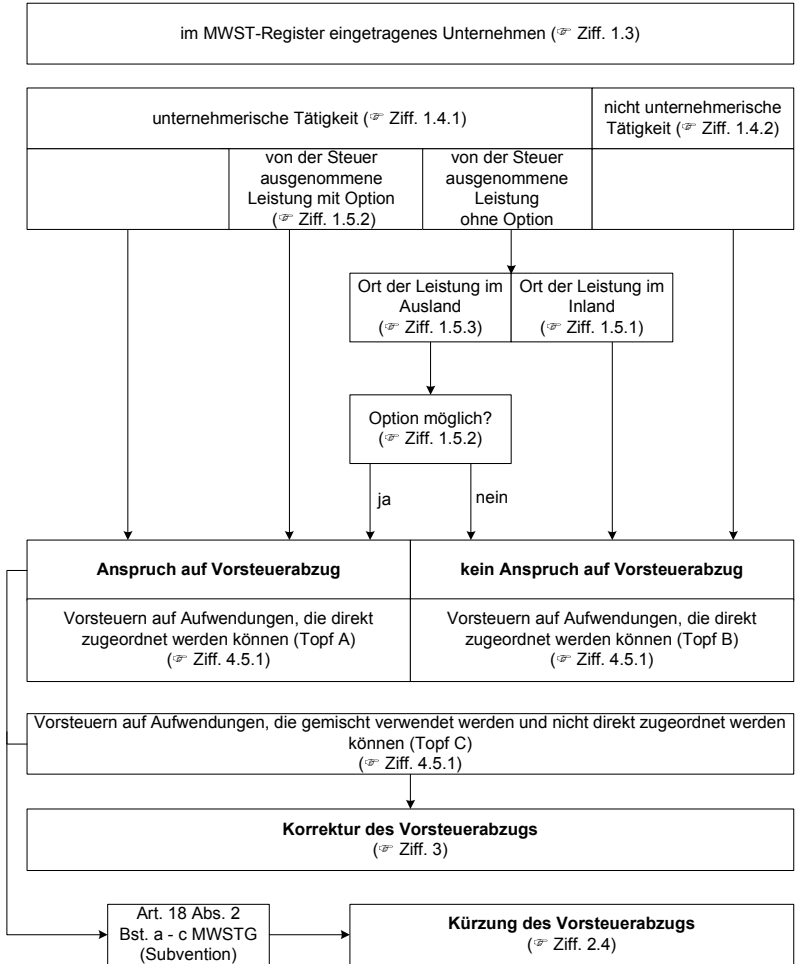 im MWST-Register eingetragenes Unternehmen (☞ Ziff. 1.3)
unternehmerische Tätigkeit (☞ Ziff. 1.4.1)
nicht unternehmerische
Tätigkeit (☞ Ziff. 1.4.2)
von der Steuer
ausgenommene
Leistung mit Option
(☞ Ziff. 1.5.2)
von der Steuer
ausgenommene
Leistung
ohne Option
Ort der Leistung im
Ausland
(☞ Ziff. 1.5.3)
Ort der Leistung im
Inland
(☞ Ziff. 1.5.1)
Option möglich?
(☞ Ziff. 1.5.2)
ja
nein
Anspruch auf Vorsteuerabzug
kein Anspruch auf Vorsteuerabzug
Vorsteuern auf Aufwendungen, die direkt
zugeordnet werden können (Topf A)
(☞ Ziff. 4.5.1)
Vorsteuern auf Aufwendungen, die direkt
zugeordnet werden können (Topf B)
(☞ Ziff. 4.5.1)
Vorsteuern auf Aufwendungen, die gemischt verwendet werden und nicht direkt zugeordnet werden
können (Topf C)
(☞ Ziff. 4.5.1)
Korrektur des Vorsteuerabzugs
(☞ Ziff. 3)
Art. 18 Abs. 2
Bst. a - c MWSTG
(Subvention)
Kürzung des Vorsteuerabzugs
(☞ Ziff. 2.4)